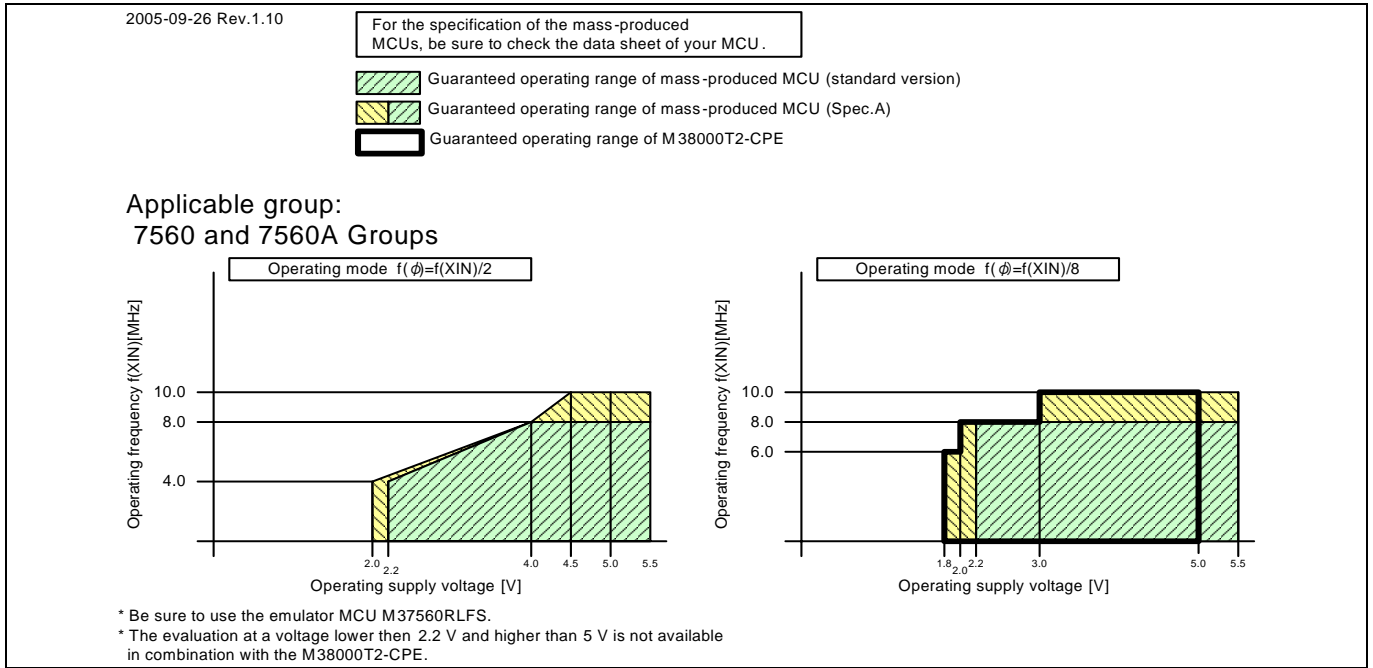 2005-09-26 Rev.1.10
For the specification of the mass-produced
MCUs, be sure to check the data sheet of your MCU.
Guaranteed operating range of mass-produced MCU (standard version)
Guaranteed operating range of mass-produced MCU (Spec.A)
Guaranteed operating range of M38000T2-CPE
Applicable group:
7560 and 7560A Groups
Operating mode f(ϕ)=f(XIN)/2
Operating frequency f(XIN)[MHz]
10.0
8.0
4.0
2.0
2.2
4.0
4.5
5.0
5.5
Operating supply voltage [V]
Operating mode f(ϕ)=f(XIN)/8
Operating frequency f(XIN)[MHz]
10.0
8.0
6.0
1.8
2.0
2.2
3.0
5.0
5.5
Operating supply voltage [V]
* Be sure to use the emulator MCU M37560RLFS.
* The evaluation at a voltage lower then 2.2 V and higher than 5 V is not available
in combination with the M38000T2-CPE.